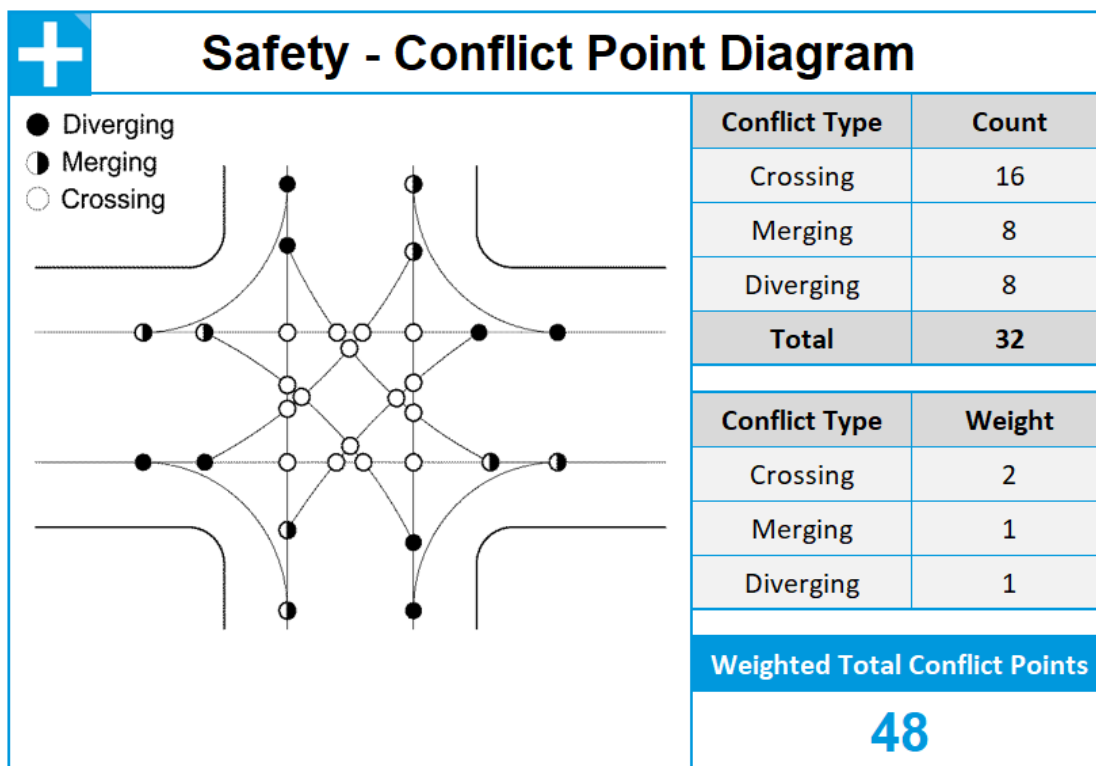 Safety - Conflict Point Diagram
Diverging
Merging
Crossing
Conflict Type Count
Crossing 16
Merging 8
Diverging 8
Total 32
Conflict Type Weight
Crossing 2
Merging 1
Diverging 1
Weighted Total Conflict Points
48